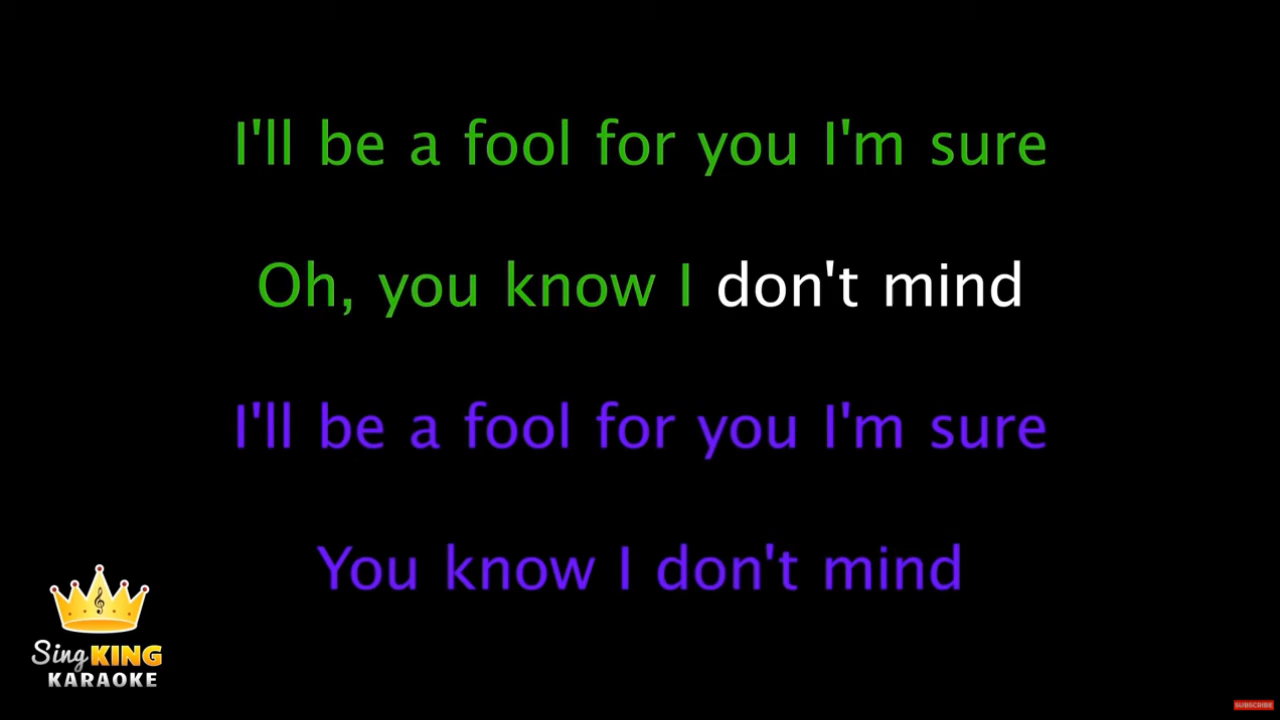 I'll be a fool for you I'm sure
Oh, you know I don't mind
I'll be a fool for you I'm sure
You know I don't mind
Sing KING
KARAOKE
SUBSCRIBE